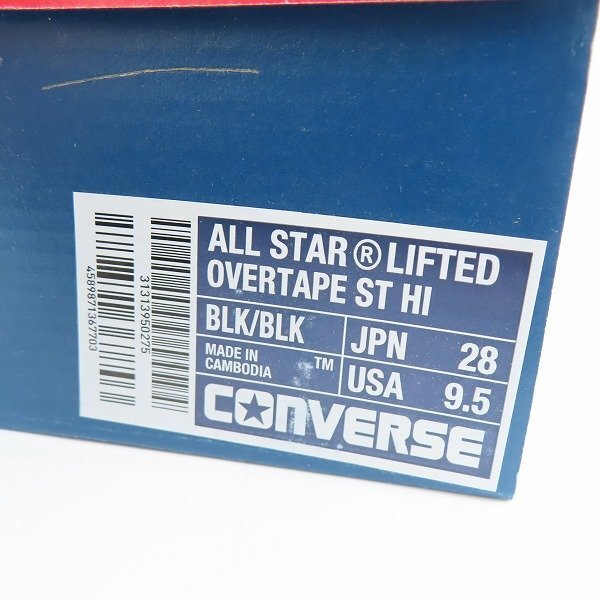 ALL STAR ® LIFTED
OVERTAPE ST HI
BLK/BLK
JPN 28
MADE IN
CAMBODIA
™
USA 9.5
CONVERSE
4589871367703
31313950275